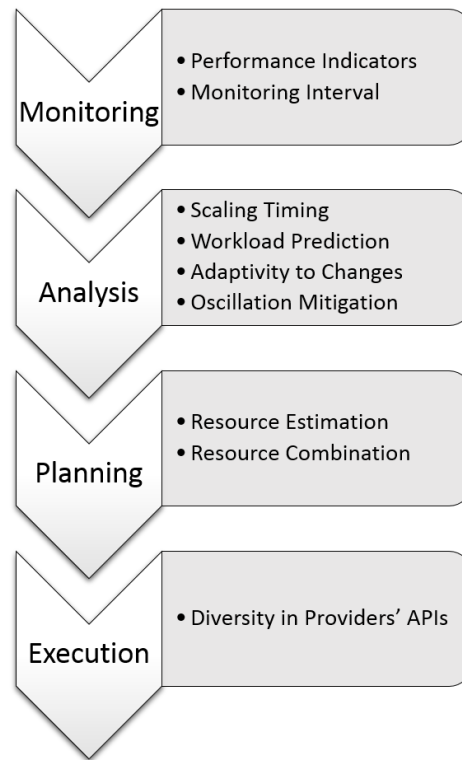 Monitoring
• Performance Indicators
• Monitoring Interval
Analysis
• Scaling Timing
• Workload Prediction
• Adaptivity to Changes
• Oscillation Mitigation
Planning
• Resource Estimation
• Resource Combination
Execution
• Diversity in Providers’ APIs